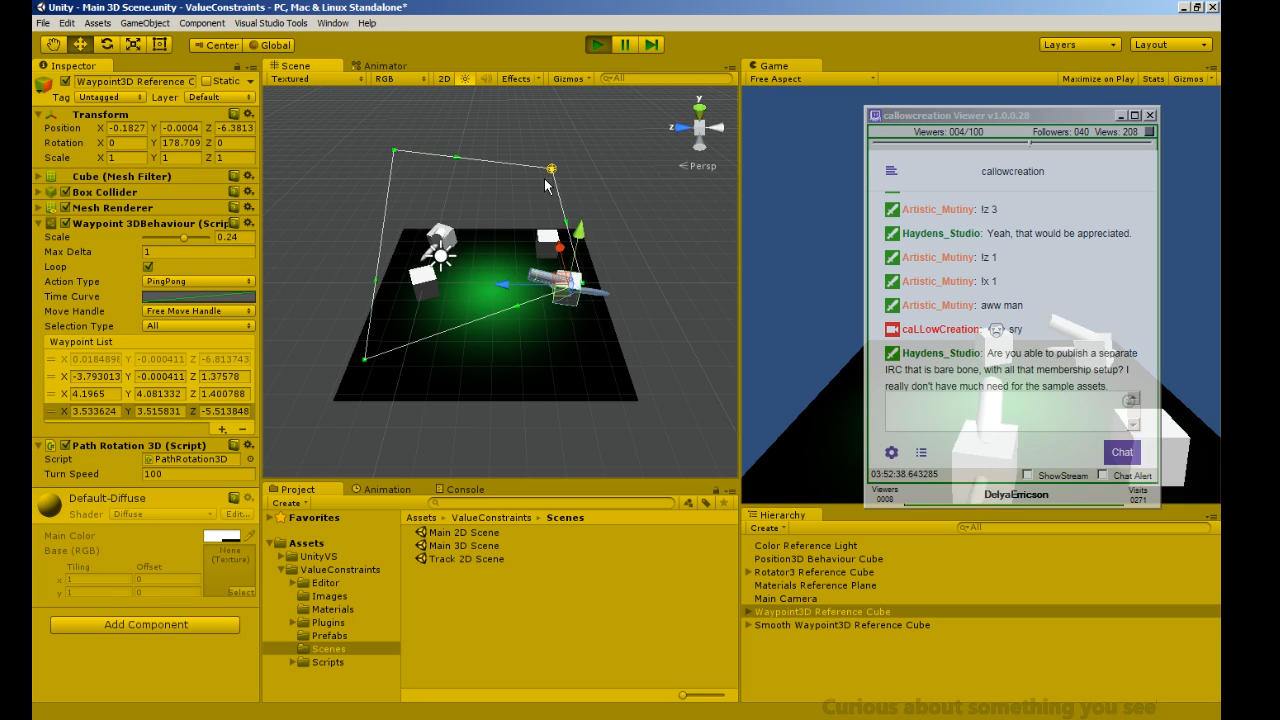 Unity - Main 3D Scene.unity - ValueConstraints - PC, Mac & Linux Standalone*
File Edit Assets GameObject Component Visual Studio Tools Window Help
Center Global Layers Layout
Inspector
Waypoint3D Reference C Static
Tag Untagged Layer Default
Transform
Position X -0.1827 Y -0.0004 Z -6.3813
Rotation X 0 Y 178.709 Z 0
Scale X 1 Y 1 Z 1
Cube (Mesh Filter)
Box Collider
Mesh Renderer
Waypoint 3DBehaviour (Scrip
Scale 0.24
Max Delta 1
Loop
Action Type PingPong
Time Curve
Move Handle Free Move Handle
Selection Type All
Waypoint List
X 0.0184898 Y -0.000411 Z -6.813743
X -3.793013 Y -0.000411 Z 1.37578
X 4.1965 Y 4.081332 Z 1.400788
X 3.533624 Y 3.515831 Z -5.513848
Path Rotation 3D (Script)
Script PathRotation3D
Turn Speed 100
Default-Diffuse
Shader Diffuse Edit...
Main Color
Base (RGB) None
(Texture)
Tiling Offset
x 1 0
y 1 0 Select
Add Component
Scene Animator
Textured RGB 2D Effects Gizmos All
y
z
Persp
Game
Free Aspect Maximize on Play Stats Gizmos
callowcreation Viewer v1.0.0.28
Viewers: 004/100 Followers: 040 Views: 208
callowcreation
Artistic_Mutiny: !z 3
Haydens_Studio: Yeah, that would be appreciated.
Artistic_Mutiny: !z 1
Artistic_Mutiny: !x 1
Artistic_Mutiny: aww man
caLLowCreation: sry
Haydens_Studio: Are you able to publish a separate
IRC that is bare bone, with all that membership setup? I
really don't have much need for the sample assets.
Chat
03:52:38.643285 ShowStream Chat Alert
Viewers
0008
DelyaErricson
Visits
0271
Project Animation Console
Create
Favorites
Assets
UnityVS
ValueConstraints
Editor
Images
Materials
Plugins
Prefabs
Scenes
Scripts
Assets ValueConstraints Scenes
Main 2D Scene
Main 3D Scene
Track 2D Scene
Hierarchy
Create All
Color Reference Light
Position3D Behaviour Cube
Rotator3 Reference Cube
Materials Reference Plane
Main Camera
Waypoint3D Reference Cube
Smooth Waypoint3D Reference Cube
Curious about something you see